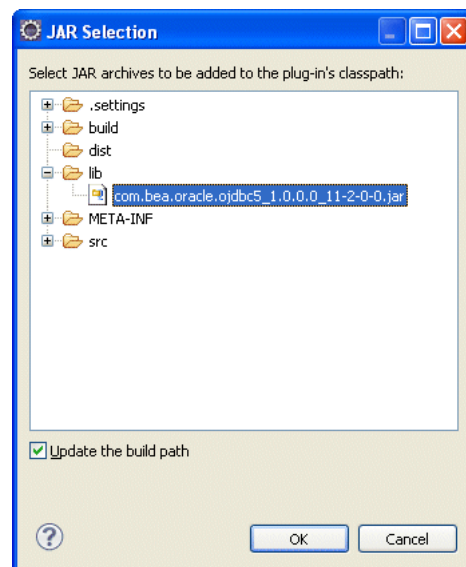 JAR Selection
Select JAR archives to be added to the plug-in's classpath:
.settings
build
dist
lib
com.bea.oracle.ojdbc5_1.0.0.0_11-2-0-0.jar
META-INF
src
Update the build path
?
OK
Cancel